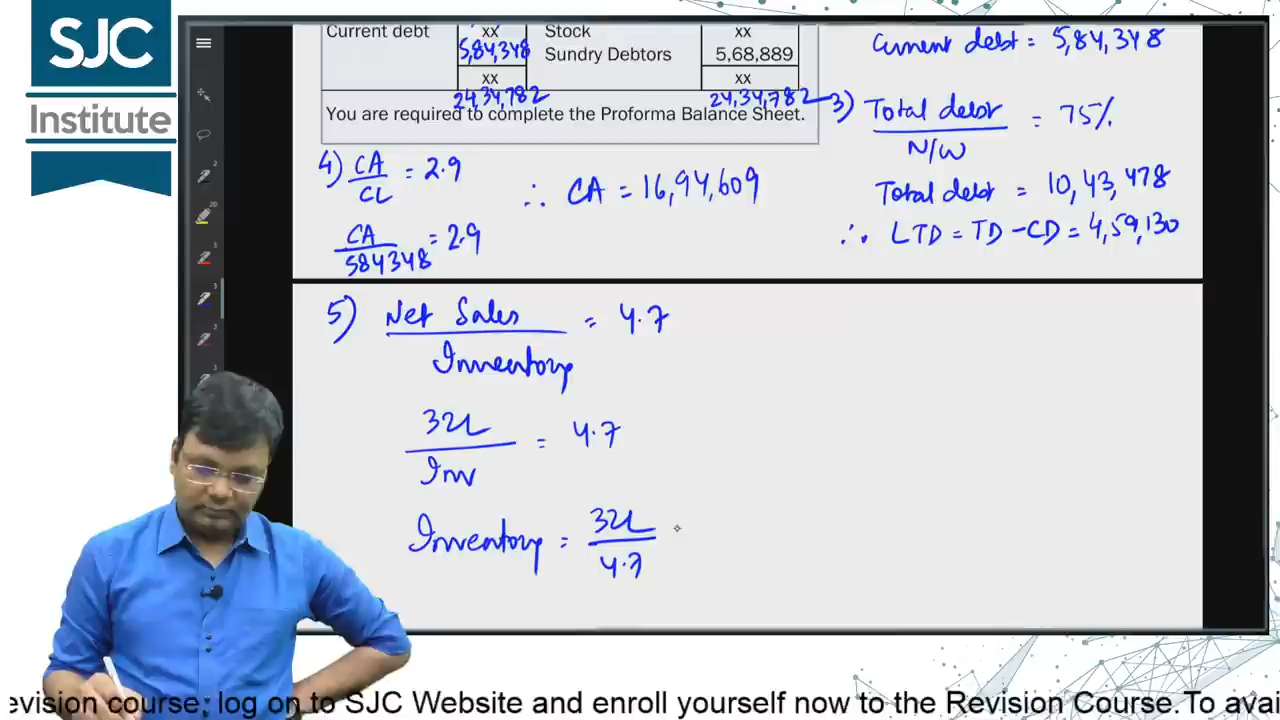 SJC
Institute
Current debt xx Stock xx
5,84,348 Sundry Debtors 5,68,889
xx xx
24,34,782 24,34,782
You are required to complete the Proforma Balance Sheet.
Current debt = 5,84,348
3) Total debt / N/W = 75%
Total debt = 10,43,478
∴ LTD = TD - CD = 4,59,130
4) CA / CL = 2.9
∴ CA = 16,94,609
CA / 584348 = 2.9
5) Net Sales / Inventory = 4.7
32L / Inv = 4.7
Inventory = 32L / 4.7
evision course, log on to SJC Website and enroll yourself now to the Revision Course.To avai